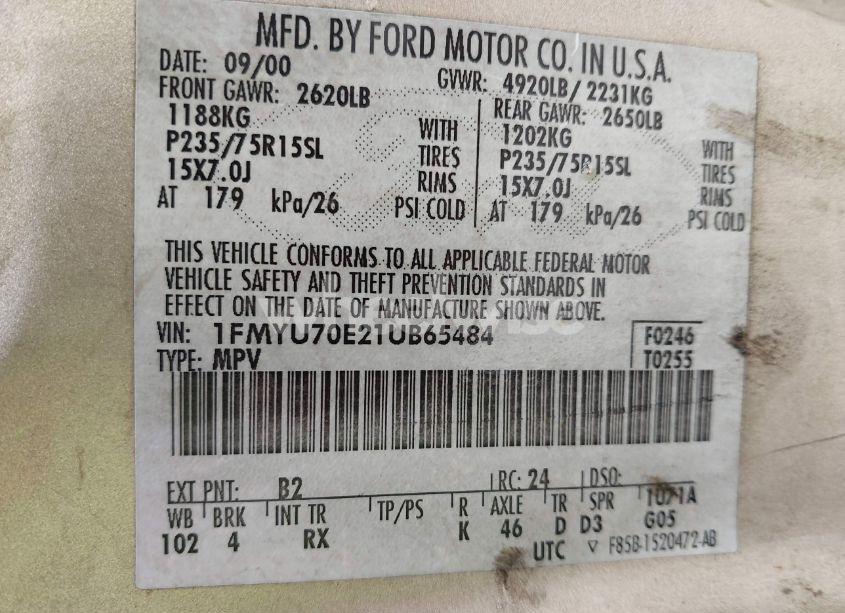 MFD. BY FORD MOTOR CO. IN U.S.A.
DATE: 09/00 GVWR: 4920LB/ 2231KG
FRONT GAWR: 2620LB REAR GAWR: 2650LB
1188KG WITH 1202KG WITH
P235/75R15SL TIRES P235/75R15SL TIRES
15X7.0J RIMS 15X7.0J RIMS
AT 179 kPa/26 PSI COLD AT 179 kPa/26 PSI COLD
THIS VEHICLE CONFORMS TO ALL APPLICABLE FEDERAL MOTOR
VEHICLE SAFETY AND THEFT PREVENTION STANDARDS IN
EFFECT ON THE DATE OF MANUFACTURE SHOWN ABOVE.
VIN: 1FMYU70E21UB65484 F0246
TYPE: MPV T0255
EXT PNT: B2 RC: 24 DSO:
WB BRK INT TR TP/PS R AXLE TR SPR 1021A
102 4 RX K 46 D D3 G05
UTC F85B-1520472-AB